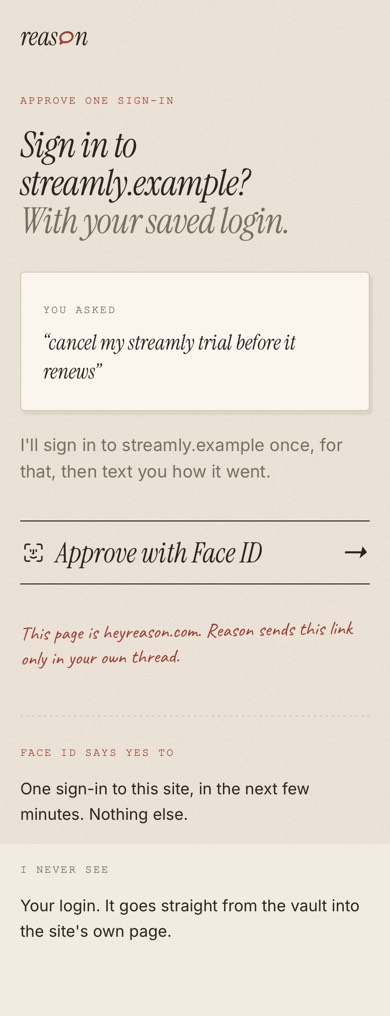 reason
APPROVE ONE SIGN-IN
Sign in to
streamly.example?
With your saved login.
YOU ASKED
“cancel my streamly trial before it
renews”
I'll sign in to streamly.example once, for
that, then text you how it went.
Approve with Face ID
This page is heyreason.com. Reason sends this link
only in your own thread.
FACE ID SAYS YES TO
One sign-in to this site, in the next few
minutes. Nothing else.
I NEVER SEE
Your login. It goes straight from the vault into
the site's own page.